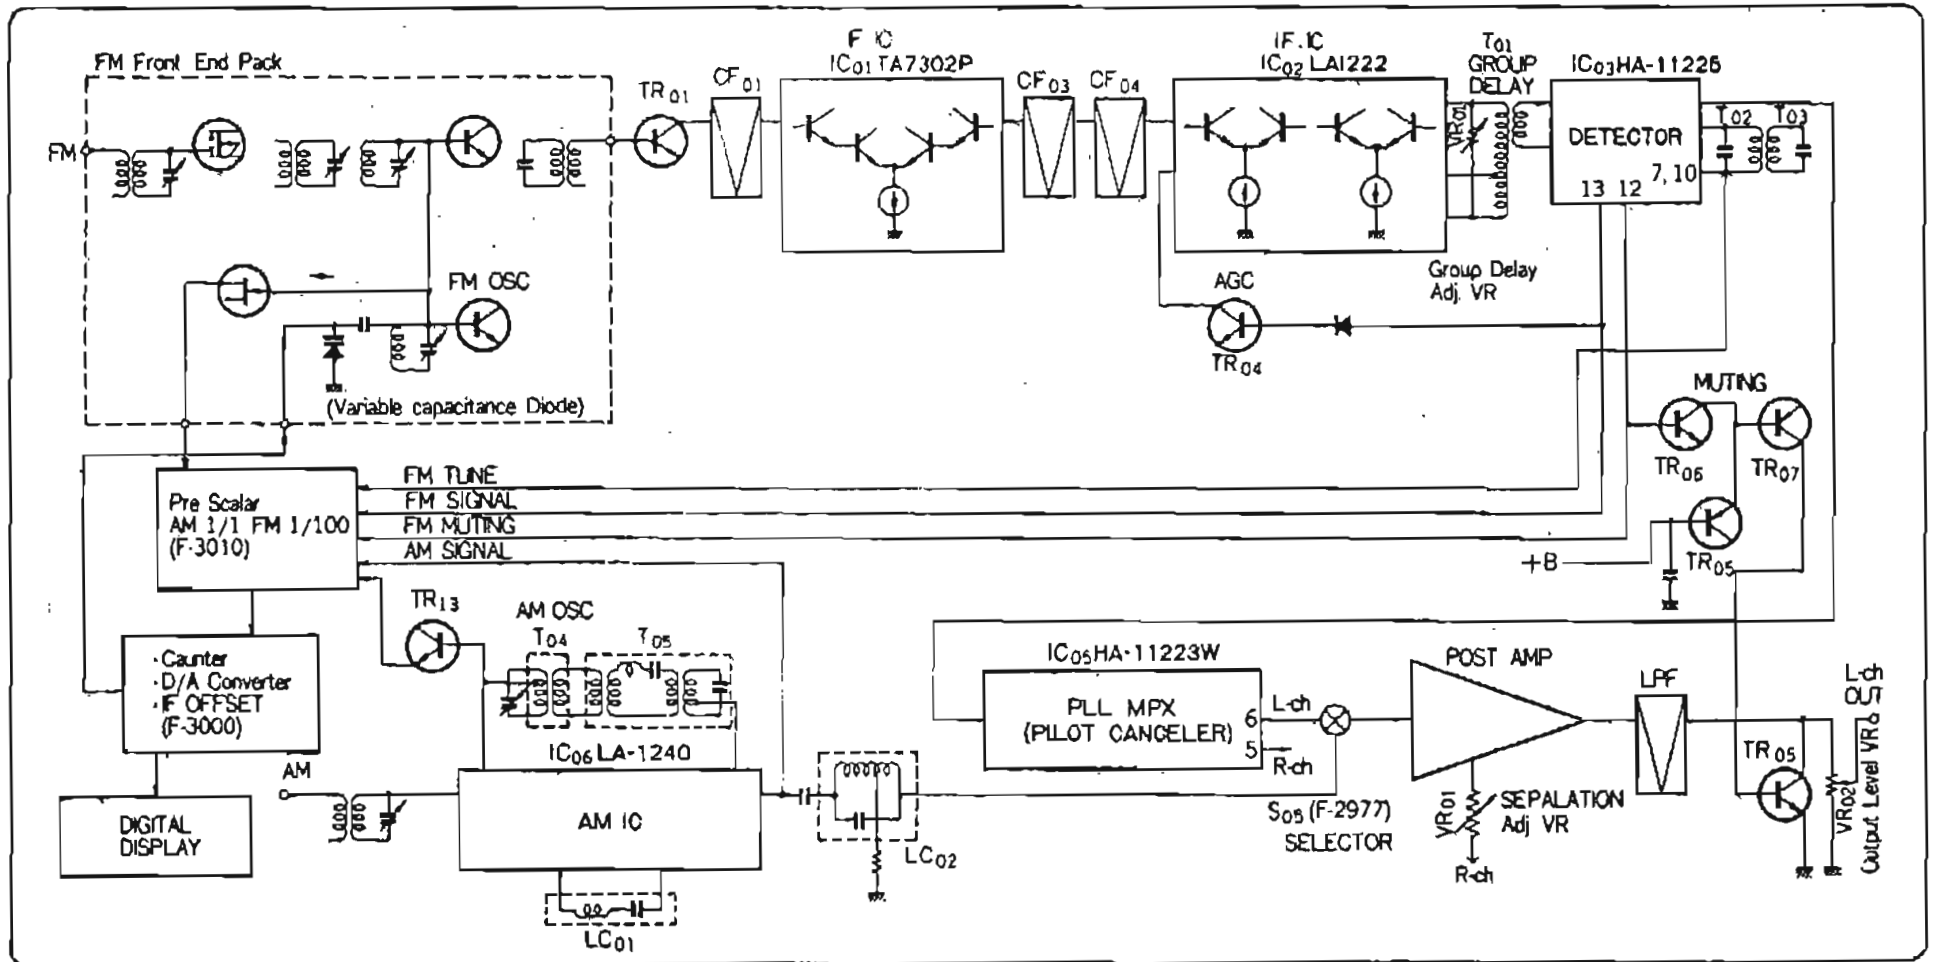 FM Front End Pack
FM
FM OSC
(Variable capacitance Diode)
TR01
CF01
F IC
IC01 TA7302P
CF03
CF04
IF. IC
IC02 LA1222
T01
GROUP
DELAY
VR01
IC03 HA-11225
DETECTOR
7, 10
13 12
T02
T03
Group Delay
Adj. VR
AGC
TR04
MUTING
TR06
TR07
TR05
+B
Pre Scalar
AM 1/1 FM 1/100
(F-3010)
FM TUNE
FM SIGNAL
FM MUTING
AM SIGNAL
· Caunter
· D/A Converter
· IF OFFSET
(F-3000)
DIGITAL
DISPLAY
TR13
AM OSC
T04
T05
IC06 LA-1240
AM
AM IC
LC01
LC02
IC05 HA-11223W
PLL MPX
(PILOT CANCELER)
6
5
L-ch
R-ch
S05 (F-2977)
SELECTOR
POST AMP
VR01
SEPALATION
Adj VR
R-ch
LPF
TR05
VR02
Output Level VR
L-ch
OUT